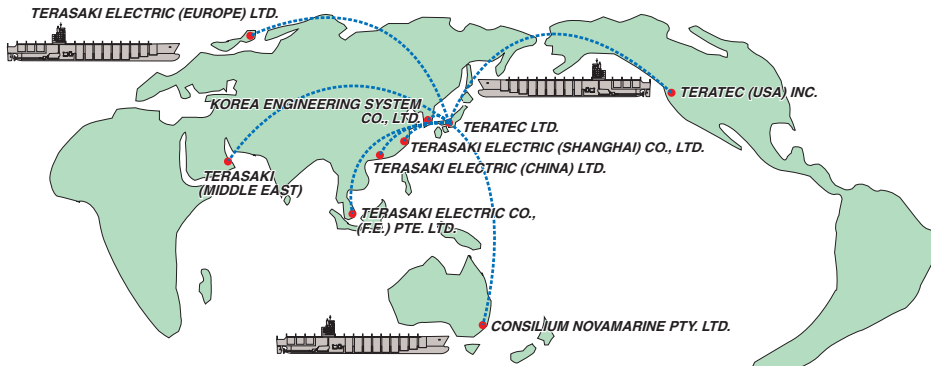 TERASAKI ELECTRIC (EUROPE) LTD.
TERATEC (USA) INC.
KOREA ENGINEERING SYSTEM
CO., LTD.
TERATEC LTD.
TERASAKI ELECTRIC (SHANGHAI) CO., LTD.
TERASAKI ELECTRIC (CHINA) LTD.
TERASAKI
(MIDDLE EAST)
TERASAKI ELECTRIC CO.,
(F.E.) PTE. LTD.
CONSILIUM NOVAMARINE PTY. LTD.